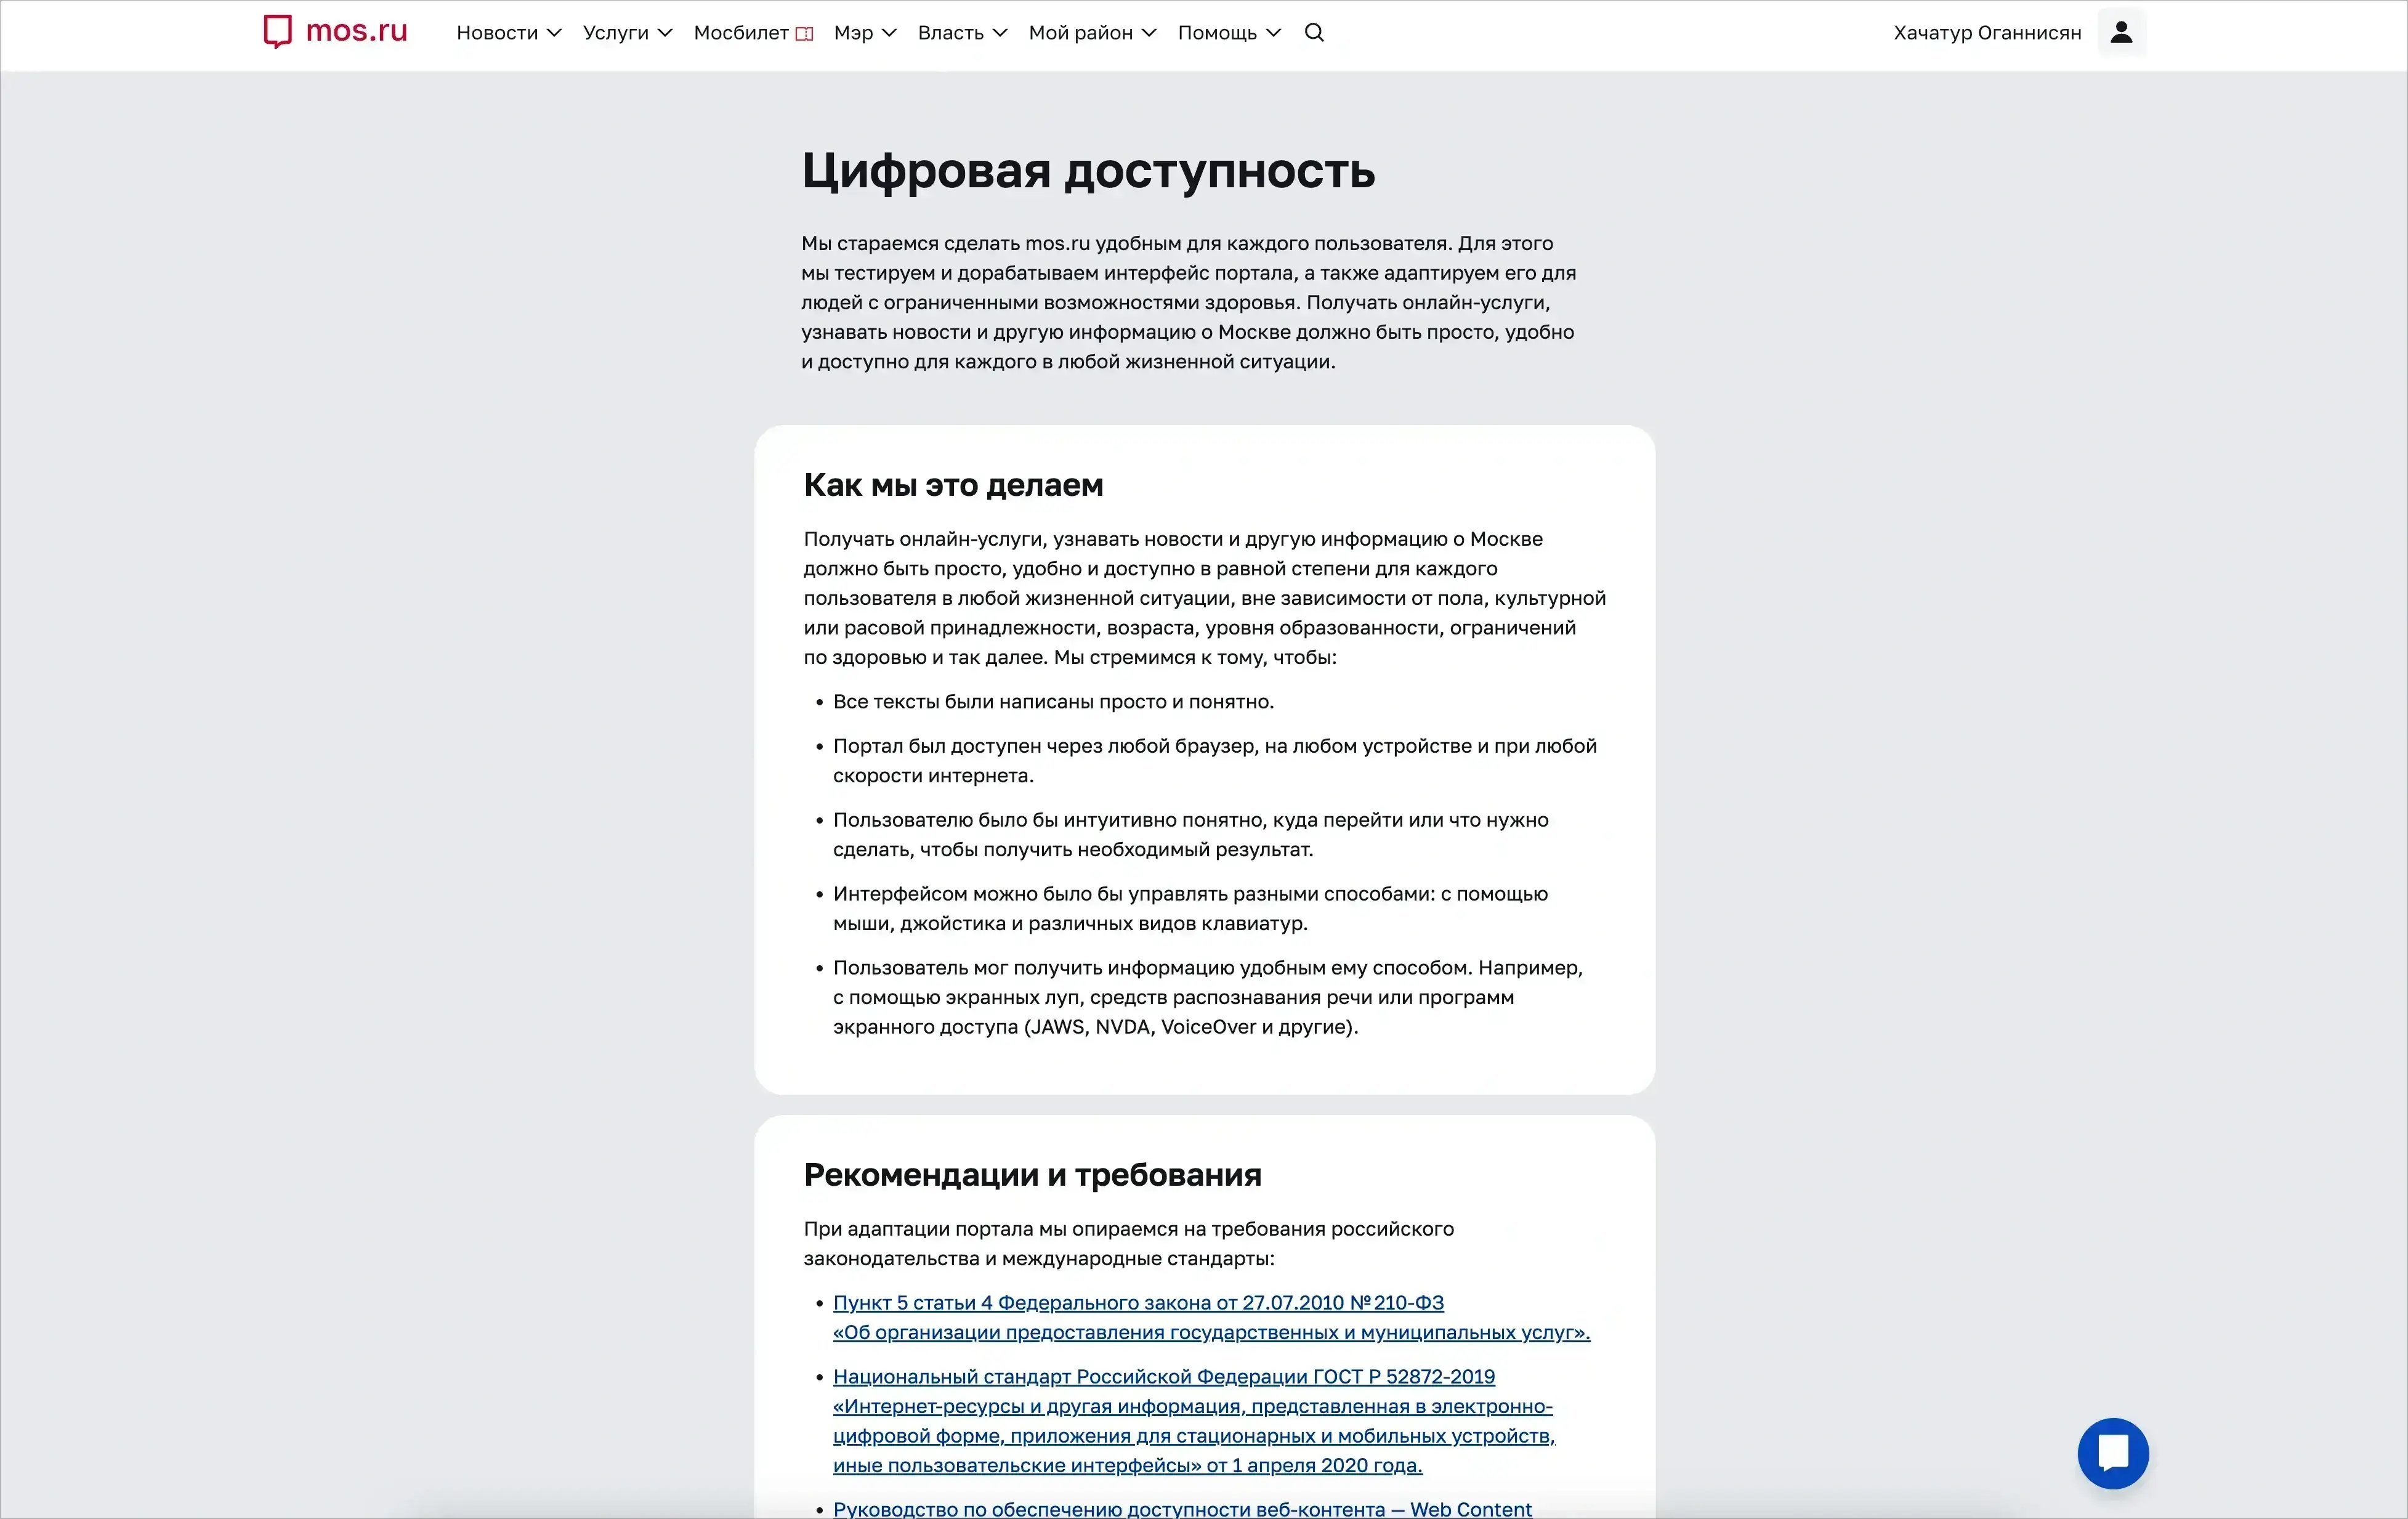 mos.ru
Новости
Услуги
Мосбилет
Мэр
Власть
Мой район
Помощь
Хачатур Оганнисян
Цифровая доступность
Мы стараемся сделать mos.ru удобным для каждого пользователя. Для этого
мы тестируем и дорабатываем интерфейс портала, а также адаптируем его для
людей с ограниченными возможностями здоровья. Получать онлайн-услуги,
узнавать новости и другую информацию о Москве должно быть просто, удобно
и доступно для каждого в любой жизненной ситуации.
Как мы это делаем
Получать онлайн-услуги, узнавать новости и другую информацию о Москве
должно быть просто, удобно и доступно в равной степени для каждого
пользователя в любой жизненной ситуации, вне зависимости от пола, культурной
или расовой принадлежности, возраста, уровня образованности, ограничений
по здоровью и так далее. Мы стремимся к тому, чтобы:
• Все тексты были написаны просто и понятно.
• Портал был доступен через любой браузер, на любом устройстве и при любой
скорости интернета.
• Пользователю было бы интуитивно понятно, куда перейти или что нужно
сделать, чтобы получить необходимый результат.
• Интерфейсом можно было бы управлять разными способами: с помощью
мыши, джойстика и различных видов клавиатур.
• Пользователь мог получить информацию удобным ему способом. Например,
с помощью экранных луп, средств распознавания речи или программ
экранного доступа (JAWS, NVDA, VoiceOver и другие).
Рекомендации и требования
При адаптации портала мы опираемся на требования российского
законодательства и международные стандарты:
• Пункт 5 статьи 4 Федерального закона от 27.07.2010 № 210-ФЗ
«Об организации предоставления государственных и муниципальных услуг».
• Национальный стандарт Российской Федерации ГОСТ Р 52872-2019
«Интернет-ресурсы и другая информация, представленная в электронно-
цифровой форме, приложения для стационарных и мобильных устройств,
иные пользовательские интерфейсы» от 1 апреля 2020 года.
• Руководство по обеспечению доступности веб-контента — Web Content